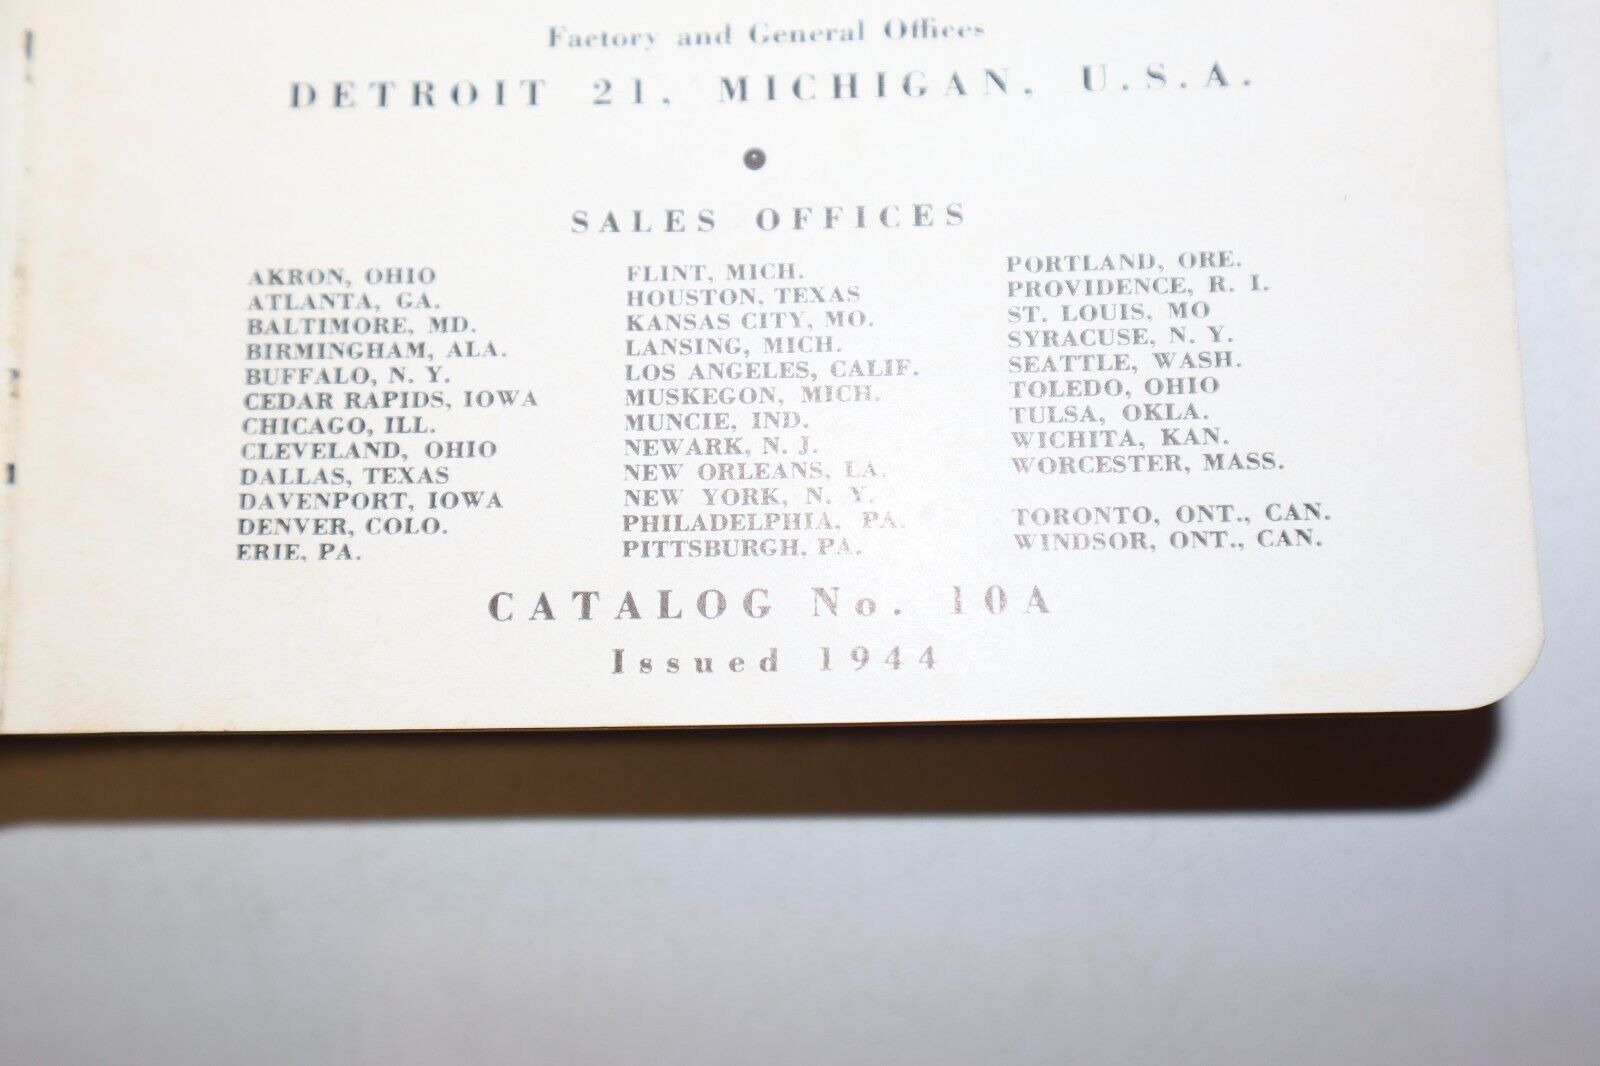 Factory and General Offices
DETROIT 21, MICHIGAN, U.S.A.
SALES OFFICES
AKRON, OHIO
ATLANTA, GA.
BALTIMORE, MD.
BIRMINGHAM, ALA.
BUFFALO, N. Y.
CEDAR RAPIDS, IOWA
CHICAGO, ILL.
CLEVELAND, OHIO
DALLAS, TEXAS
DAVENPORT, IOWA
DENVER, COLO.
ERIE, PA.
FLINT, MICH.
HOUSTON, TEXAS
KANSAS CITY, MO.
LANSING, MICH.
LOS ANGELES, CALIF.
MUSKEGON, MICH.
MUNCIE, IND.
NEWARK, N. J.
NEW ORLEANS, LA.
NEW YORK, N. Y.
PHILADELPHIA, PA.
PITTSBURGH, PA.
PORTLAND, ORE.
PROVIDENCE, R. I.
ST. LOUIS, MO
SYRACUSE, N. Y.
SEATTLE, WASH.
TOLEDO, OHIO
TULSA, OKLA.
WICHITA, KAN.
WORCESTER, MASS.
TORONTO, ONT., CAN.
WINDSOR, ONT., CAN.
CATALOG No. 10A
Issued 1944